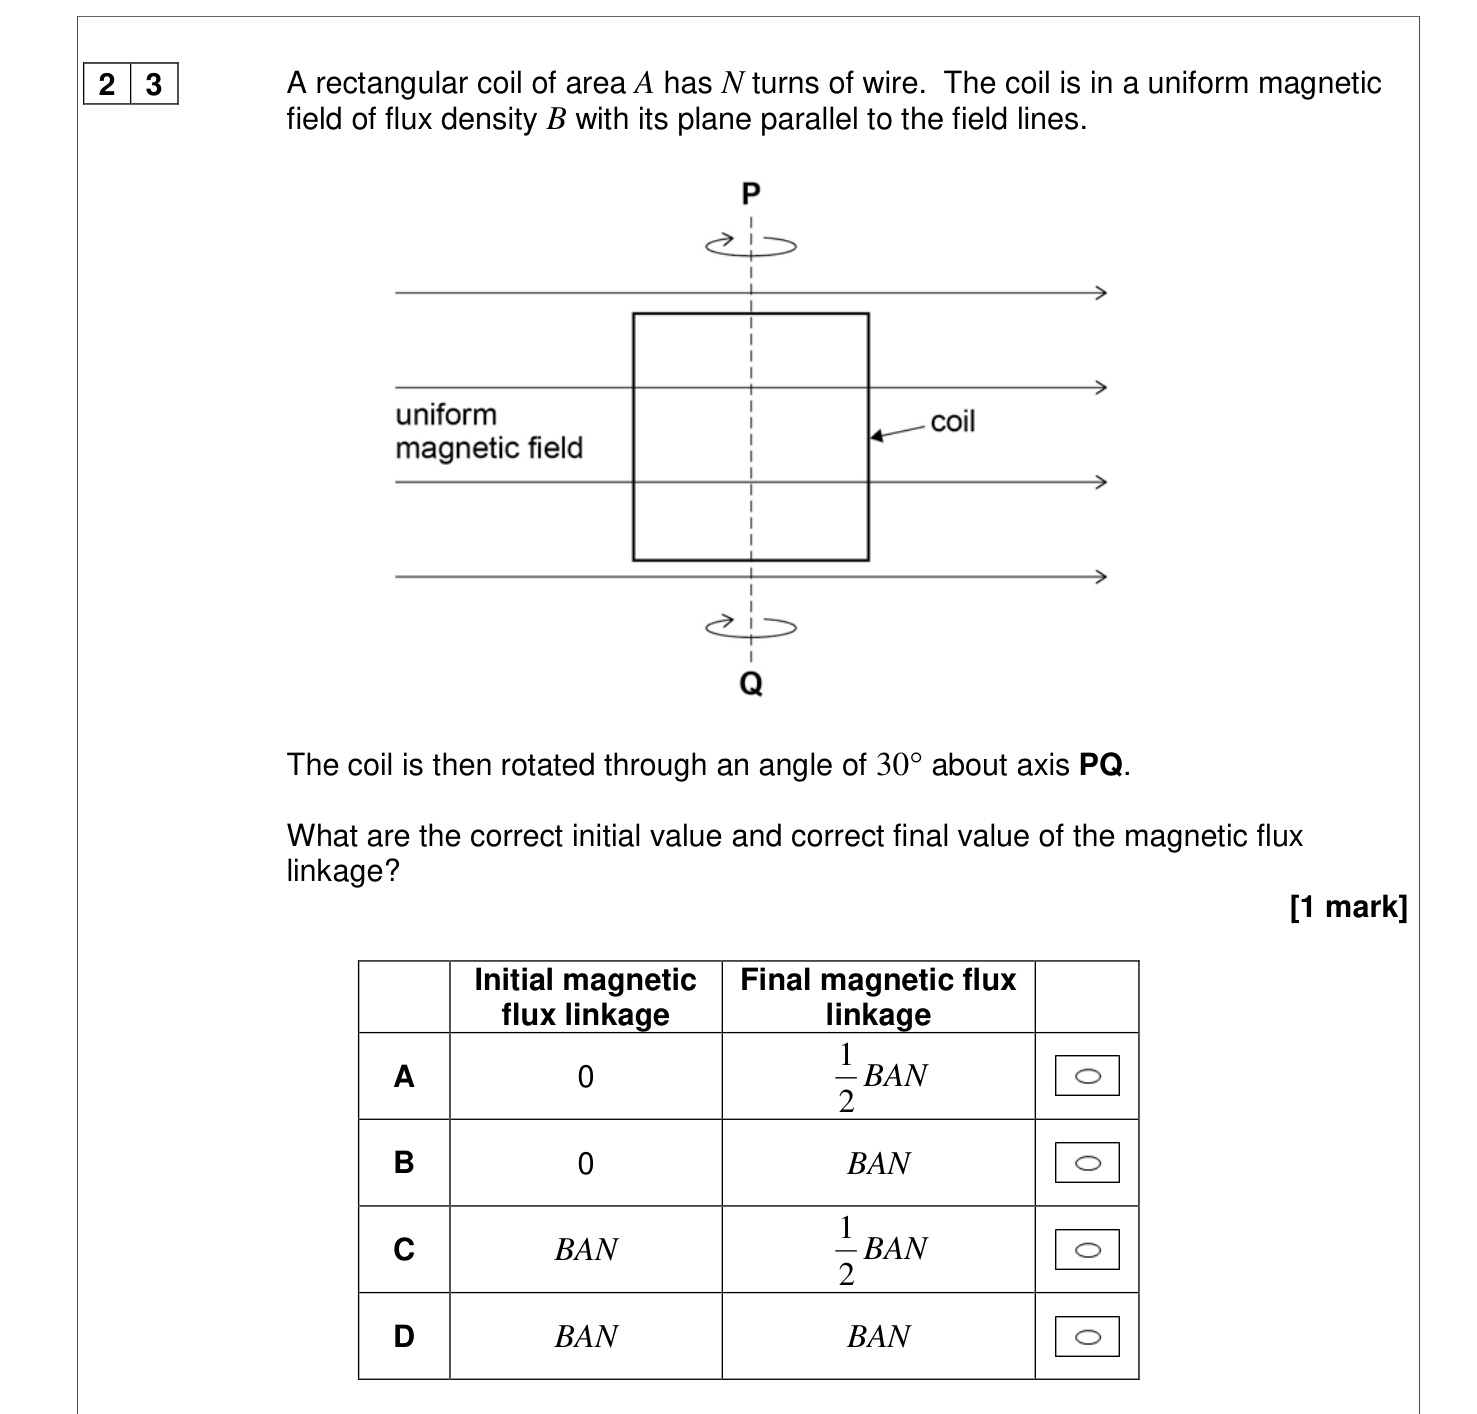 2 3
A rectangular coil of area A has N turns of wire. The coil is in a uniform magnetic
field of flux density B with its plane parallel to the field lines.
P
uniform
magnetic field
coil
Q
The coil is then rotated through an angle of 30° about axis PQ.
What are the correct initial value and correct final value of the magnetic flux
linkage?
[1 mark]
Initial magnetic flux linkage
Final magnetic flux linkage
A 0 1/2 BAN
B 0 BAN
C BAN 1/2 BAN
D BAN BAN